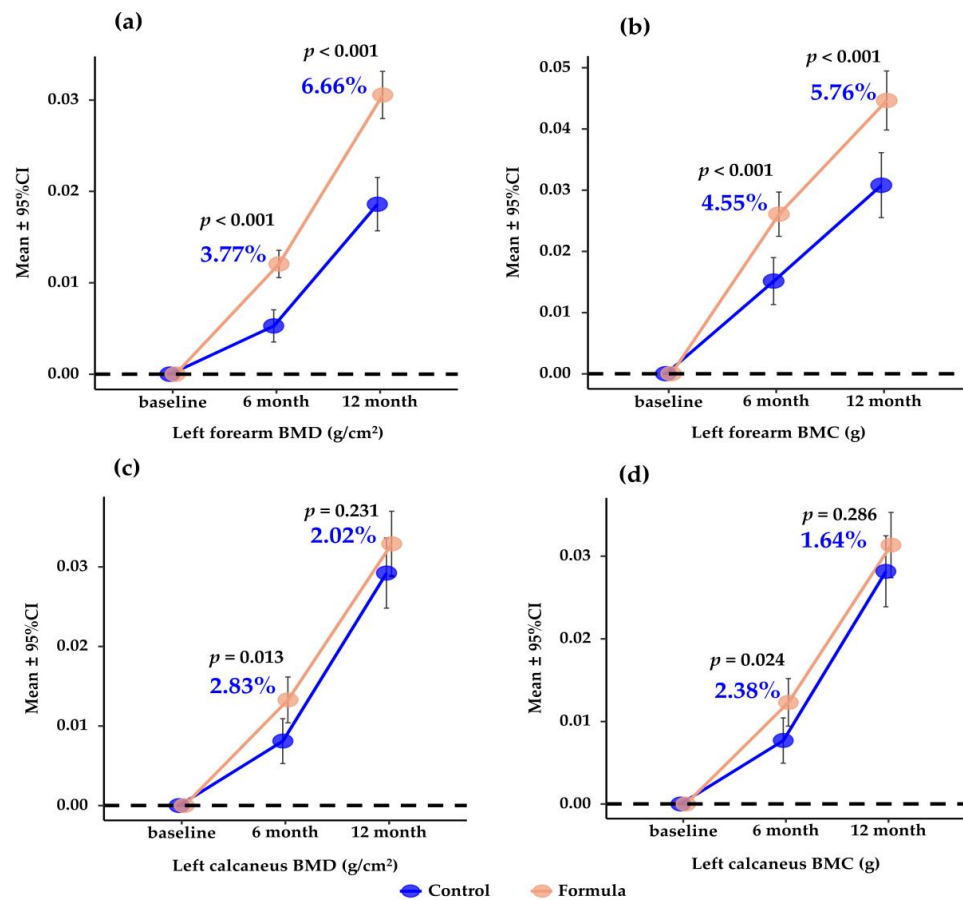 (a)
p < 0.001
6.66%
0.03
0.02
p < 0.001
3.77%
0.01
0.00
Mean ± 95%CI
baseline 6 month 12 month
Left forearm BMD (g/cm²)
(b)
p < 0.001
5.76%
0.05
0.04
p < 0.001
4.55%
0.03
0.02
0.01
0.00
Mean ± 95%CI
baseline 6 month 12 month
Left forearm BMC (g)
(c)
p = 0.231
2.02%
0.03
0.02
p = 0.013
2.83%
0.01
0.00
Mean ± 95%CI
baseline 6 month 12 month
Left calcaneus BMD (g/cm²)
(d)
p = 0.286
1.64%
0.03
0.02
p = 0.024
2.38%
0.01
0.00
Mean ± 95%CI
baseline 6 month 12 month
Left calcaneus BMC (g)
Control Formula